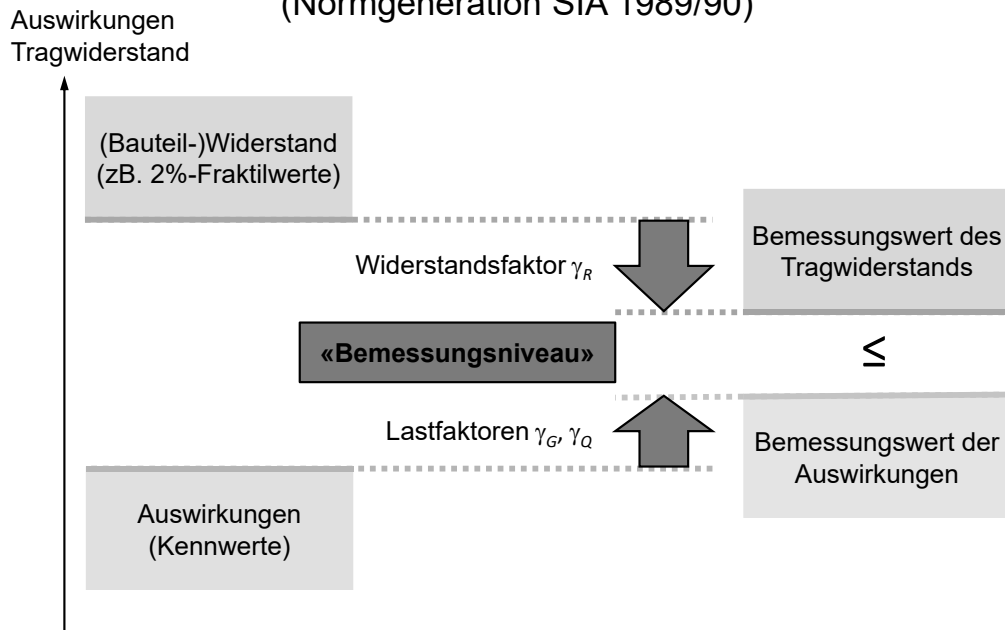 (Normgeneration SIA 1989/90)
Auswirkungen
Tragwiderstand
(Bauteil-)Widerstand
(zB. 2%-Fraktilwerte)
Bemessungswert des
Tragwiderstands
Widerstandsfaktor γR
«Bemessungsniveau»
≤
Lastfaktoren γG, γQ
Bemessungswert der
Auswirkungen
Auswirkungen
(Kennwerte)